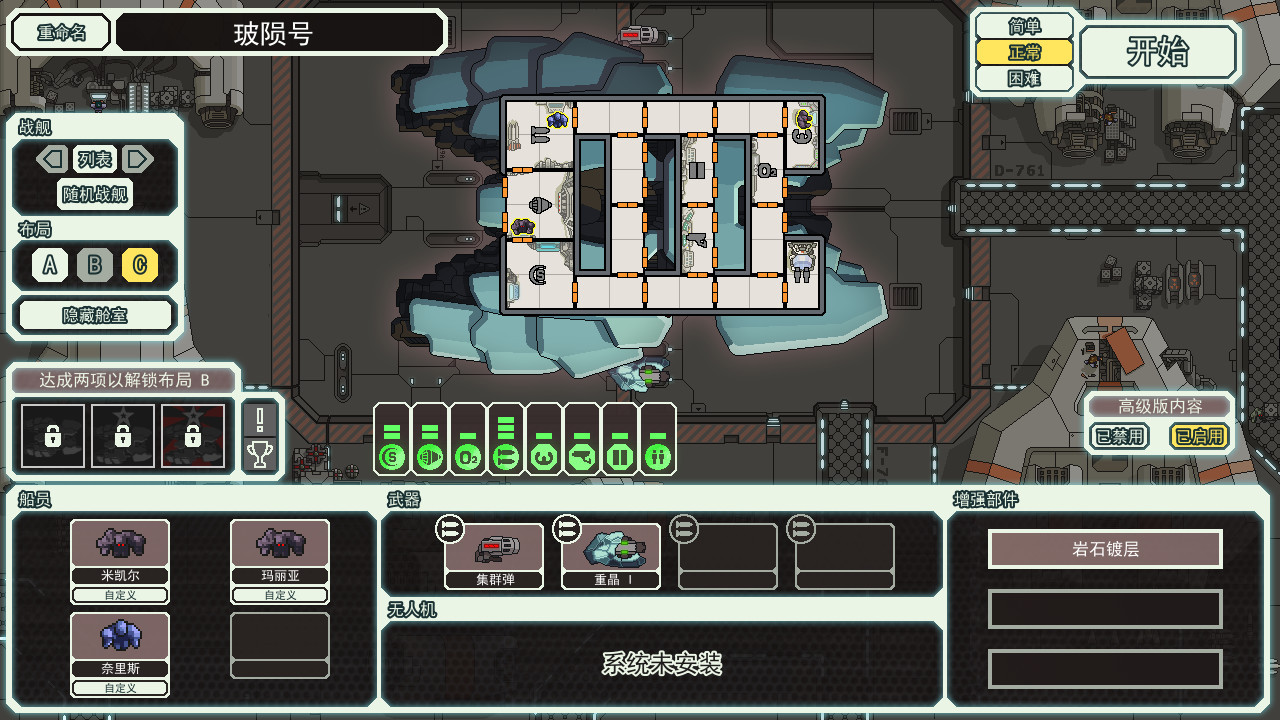 重命名
玻陨号
简单
正常
困难
开始
战舰
列表
随机战舰
布局
A
B
C
隐藏舱室
D-761
达成两项以解锁布局 B
高级版内容
已禁用
已启用
S
O₂
船员
米凯尔
自定义
玛丽亚
自定义
奈里斯
自定义
武器
集群弹
重晶 I
无人机
系统未安装
增强部件
岩石镀层